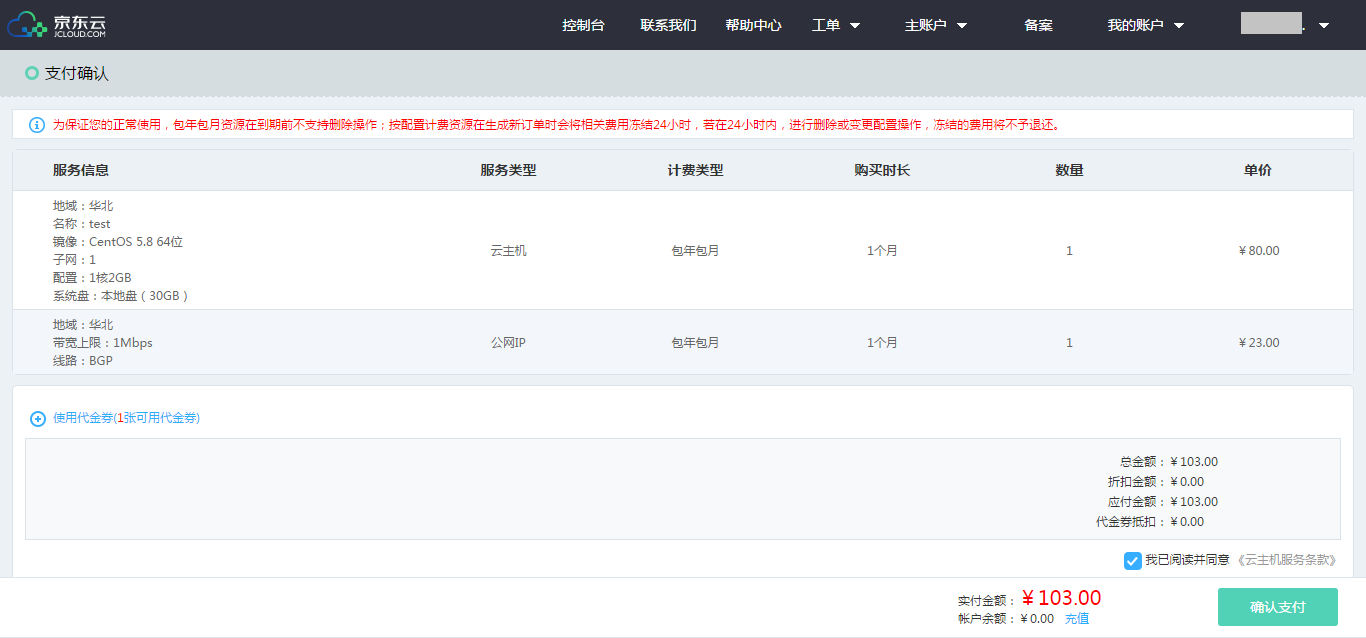 京东云
JCLOUD.COM
控制台 联系我们 帮助中心 工单 主账户 备案 我的账户
支付确认
为保证您的正常使用，包年包月资源在到期前不支持删除操作；按配置计费资源在生成新订单时会将相关费用冻结24小时，若在24小时内，进行删除或变更配置操作，冻结的费用将不予退还。
服务信息 服务类型 计费类型 购买时长 数量 单价
地域：华北
名称：test
镜像：CentOS 5.8 64位
子网：1
配置：1核2GB
系统盘：本地盘（30GB）
云主机 包年包月 1个月 1 ￥80.00
地域：华北
带宽上限：1Mbps
线路：BGP
公网IP 包年包月 1个月 1 ￥23.00
使用代金券(1张可用代金券)
总金额：￥103.00
折扣金额：￥0.00
应付金额：￥103.00
代金券抵扣：￥0.00
我已阅读并同意《云主机服务条款》
实付金额：￥103.00
帐户余额：￥0.00 充值
确认支付